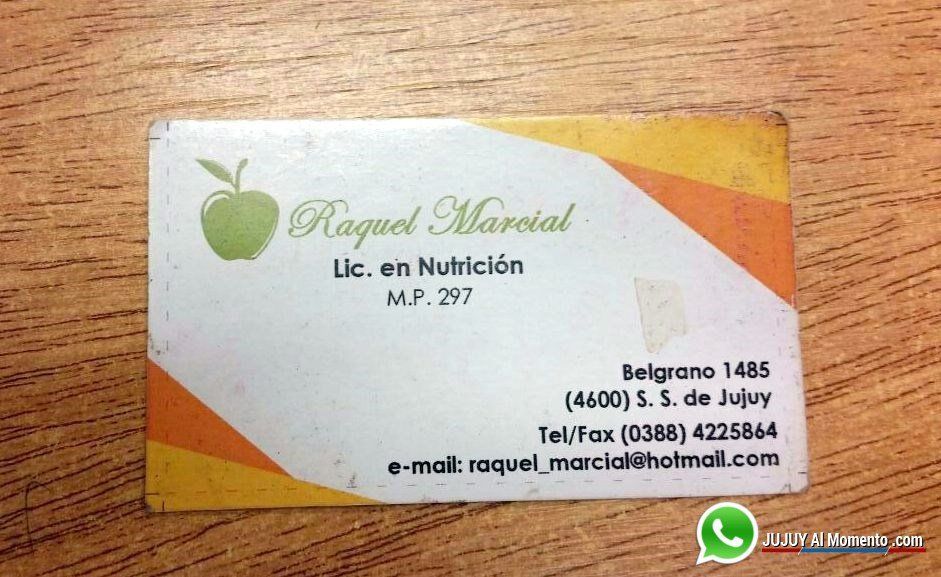 Raquel Marcial
Lic. en Nutrición
M.P. 297
Belgrano 1485
(4600) S. S. de Jujuy
Tel/Fax (0388) 4225864
e-mail: raquel_marcial@hotmail.com
JUJUY Al Momento .com